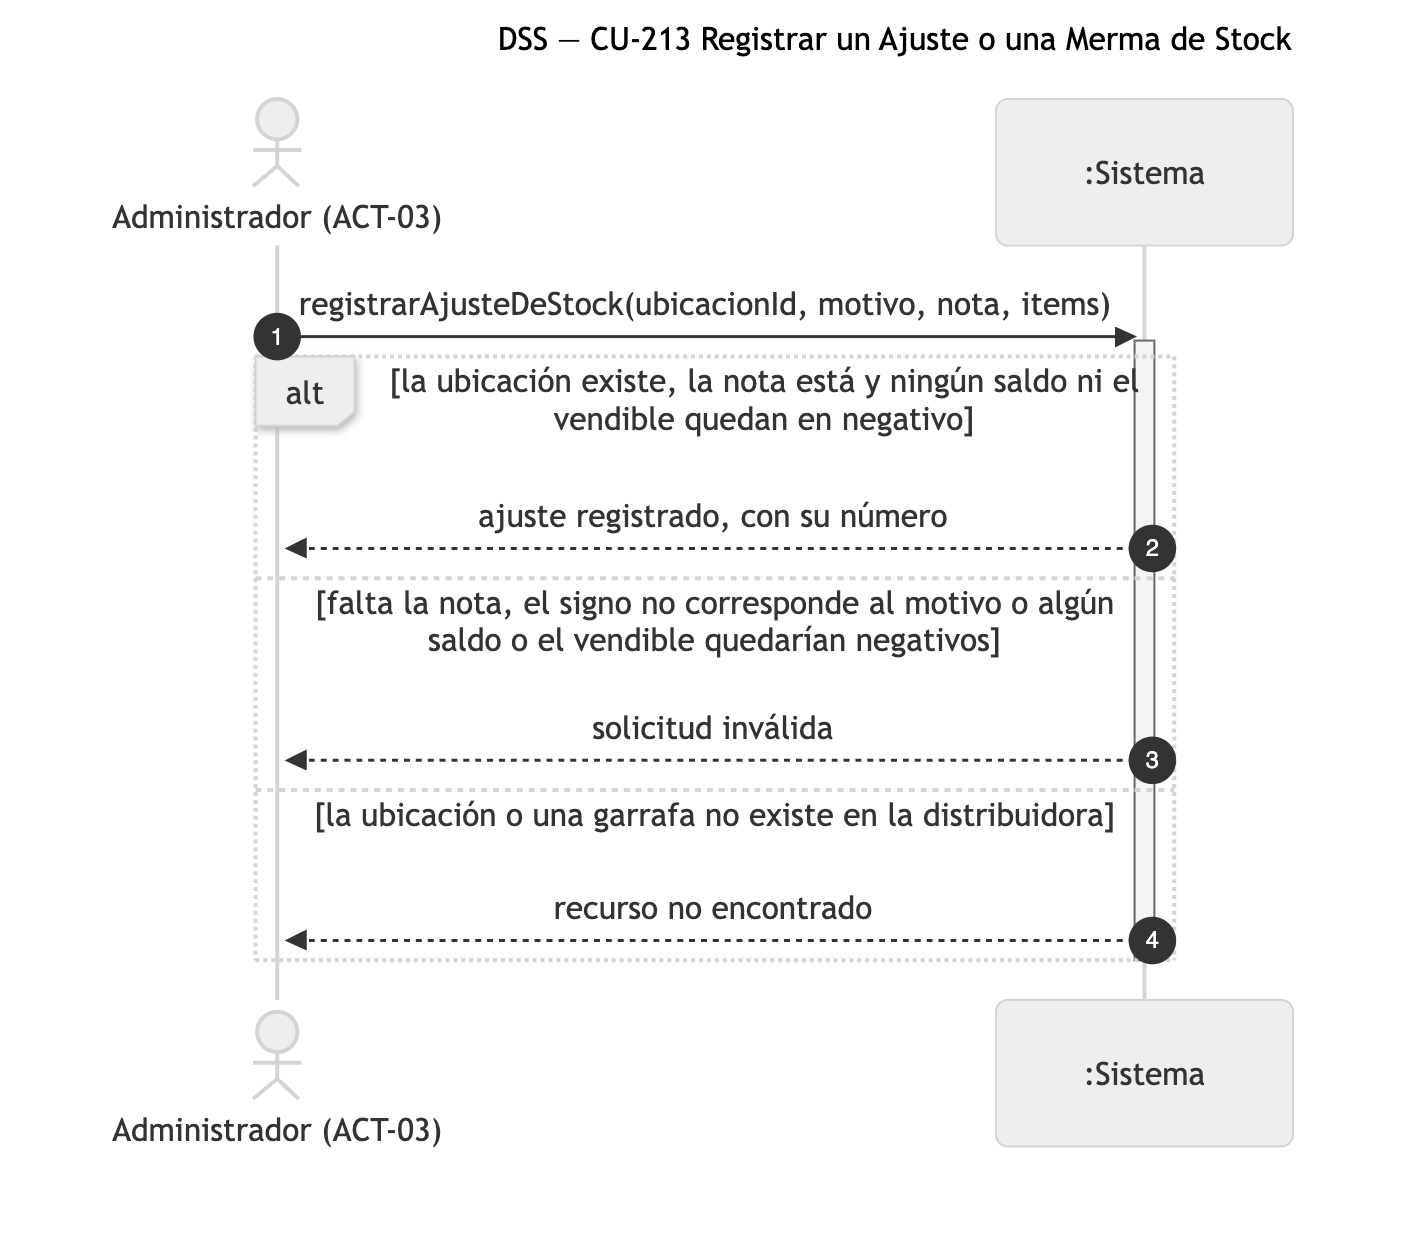 DSS — CU-213 Registrar un Ajuste o una Merma de Stock
Administrador (ACT-03)
:Sistema
registrarAjusteDeStock(ubicacionId, motivo, nota, items)
1
alt
[la ubicación existe, la nota está y ningún saldo ni el
vendible quedan en negativo]
ajuste registrado, con su número
2
[falta la nota, el signo no corresponde al motivo o algún
saldo o el vendible quedarían negativos]
solicitud inválida
3
[la ubicación o una garrafa no existe en la distribuidora]
recurso no encontrado
4
Administrador (ACT-03)
:Sistema